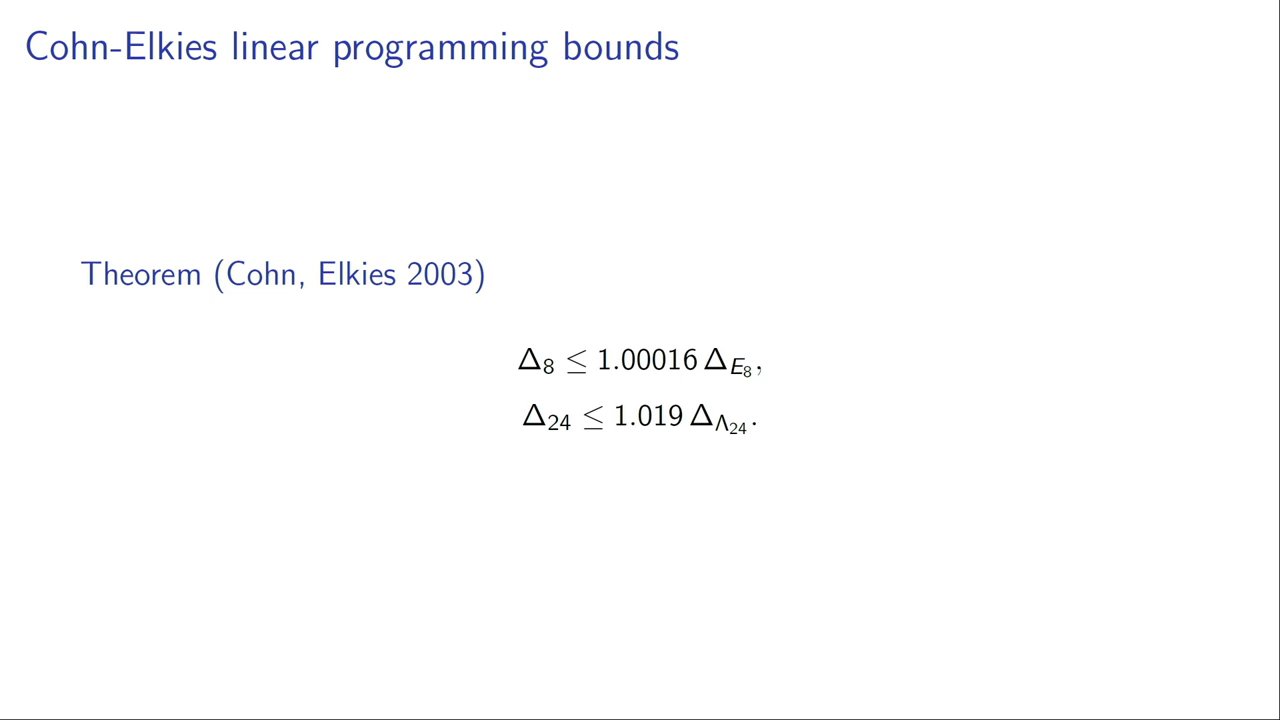 Cohn-Elkies linear programming bounds
Theorem (Cohn, Elkies 2003)
Δ₈ ≤ 1.00016 Δ_{E₈},
Δ₂₄ ≤ 1.019 Δ_{Λ₂₄}.